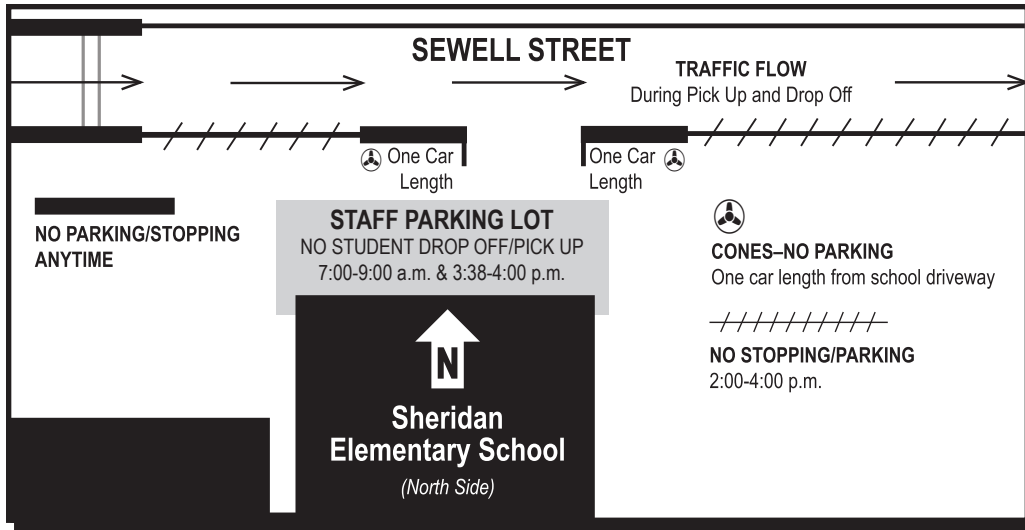 SEWELL STREET
TRAFFIC FLOW
During Pick Up and Drop Off
One Car
Length
One Car
Length
NO PARKING/STOPPING
ANYTIME
STAFF PARKING LOT
NO STUDENT DROP OFF/PICK UP
7:00-9:00 a.m. & 3:38-4:00 p.m.
CONES–NO PARKING
One car length from school driveway
NO STOPPING/PARKING
2:00-4:00 p.m.
N
Sheridan
Elementary School
(North Side)